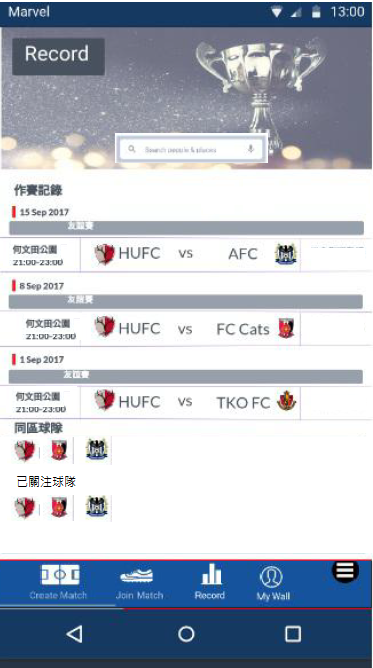 Marvel 13:00
Record
Search people & places
作賽記錄
15 Sep 2017
友誼賽
何文田公園
21:00-23:00
HUFC vs AFC
8 Sep 2017
友誼賽
何文田公園
21:00-23:00
HUFC vs FC Cats
1 Sep 2017
友誼賽
何文田公園
21:00-23:00
HUFC vs TKO FC
同區球隊
已關注球隊
Create Match Join Match Record My Wall